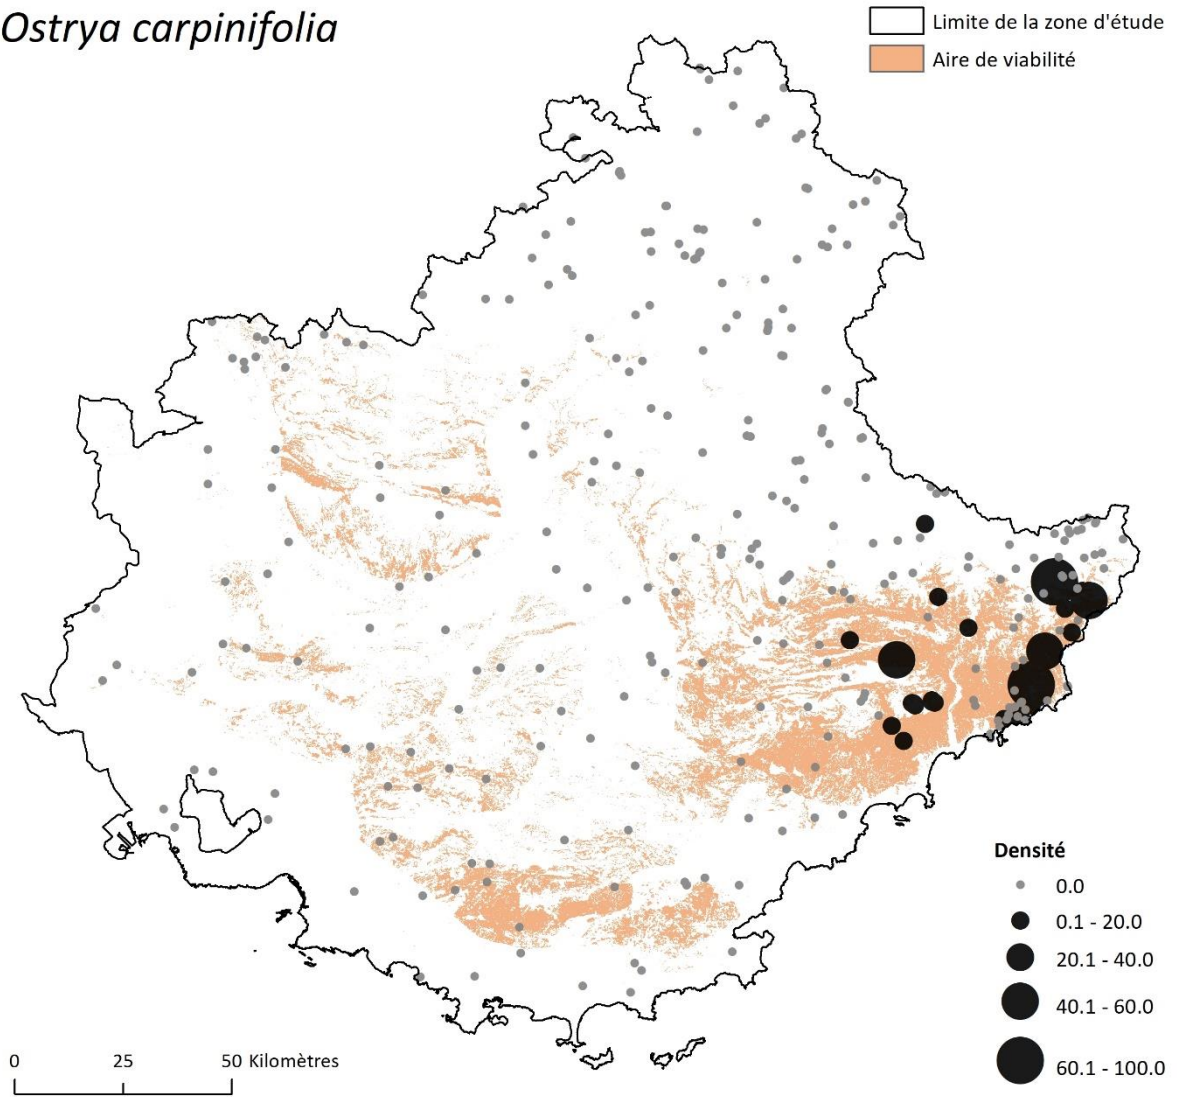 Ostrya carpinifolia
Limite de la zone d'étude
Aire de viabilité
Densité
0.0
0.1 - 20.0
20.1 - 40.0
40.1 - 60.0
60.1 - 100.0
0 25 50 Kilomètres